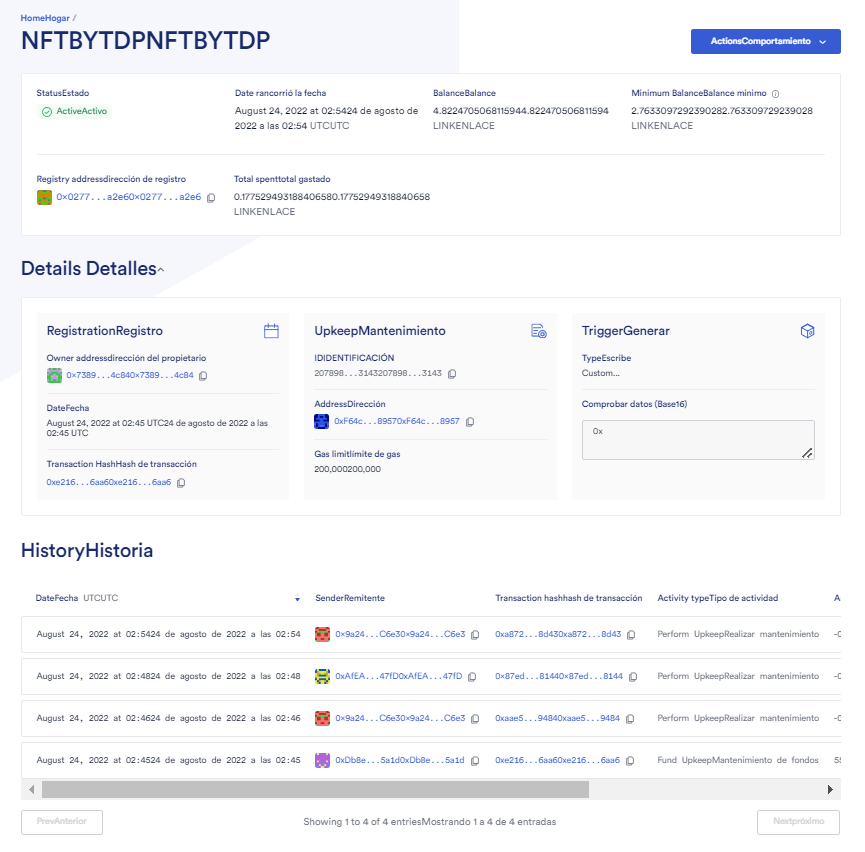 HomeHogar /
NFTBYTDPNFTBYTDP
ActionsComportamiento
StatusEstado
ActiveActivo
Date rancorrió la fecha
August 24, 2022 at 02:5424 de agosto de
2022 a las 02:54 UTCUTC
BalanceBalance
4.8224705068115944.822470506811594
LINKENLACE
Minimum BalanceBalance mínimo
2.7633097292390282.763309729239028
LINKENLACE
Registry addressdirección de registro
0x0277...a2e60x0277...a2e6
Total spenttotal gastado
0.177529493188406580.17752949318840658
LINKENLACE
Details Detalles
RegistrationRegistro
Owner addressdirección del propietario
0x7389...4c840x7389...4c84
DateFecha
August 24, 2022 at 02:45 UTC24 de agosto de 2022 a las
02:45 UTC
Transaction HashHash de transacción
0xe216...6aa60xe216...6aa6
UpkeepMantenimiento
IDIDENTIFICACIÓN
207898...3143207898...3143
AddressDirección
0xF64c...89570xF64c...8957
Gas limitlímite de gas
200,000200,000
TriggerGenerar
TypeEscribe
Custom...
Comprobar datos (Base16)
0x
HistoryHistoria
DateFecha UTCUTC SenderRemitente Transaction hashhash de transacción Activity typeTipo de actividad
August 24, 2022 at 02:5424 de agosto de 2022 a las 02:54 0x9a24...C6e30x9a24...C6e3 0xa872...8d430xa872...8d43 Perform UpkeepRealizar mantenimiento
August 24, 2022 at 02:4824 de agosto de 2022 a las 02:48 0xAfEA...47fD0xAfEA...47fD 0x87ed...81440x87ed...8144 Perform UpkeepRealizar mantenimiento
August 24, 2022 at 02:4624 de agosto de 2022 a las 02:46 0x9a24...C6e30x9a24...C6e3 0xaae5...94840xaae5...9484 Perform UpkeepRealizar mantenimiento
August 24, 2022 at 02:4524 de agosto de 2022 a las 02:45 0xDb8e...5a1d0xDb8e...5a1d 0xe216...6aa60xe216...6aa6 Fund UpkeepMantenimiento de fondos
PrevAnterior
Showing 1 to 4 of 4 entriesMostrando 1 a 4 de 4 entradas
Nextpróximo